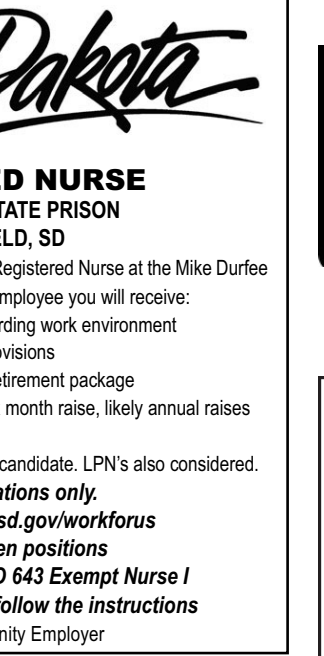 Dakota
ED NURSE
TATE PRISON
ELD, SD
Registered Nurse at the Mike Durfee
mployee you will receive:
rding work environment
ovisions
etirement package
month raise, likely annual raises
candidate. LPN's also considered.
ations only.
sd.gov/workforus
en positions
D 643 Exempt Nurse I
follow the instructions
nity Employer